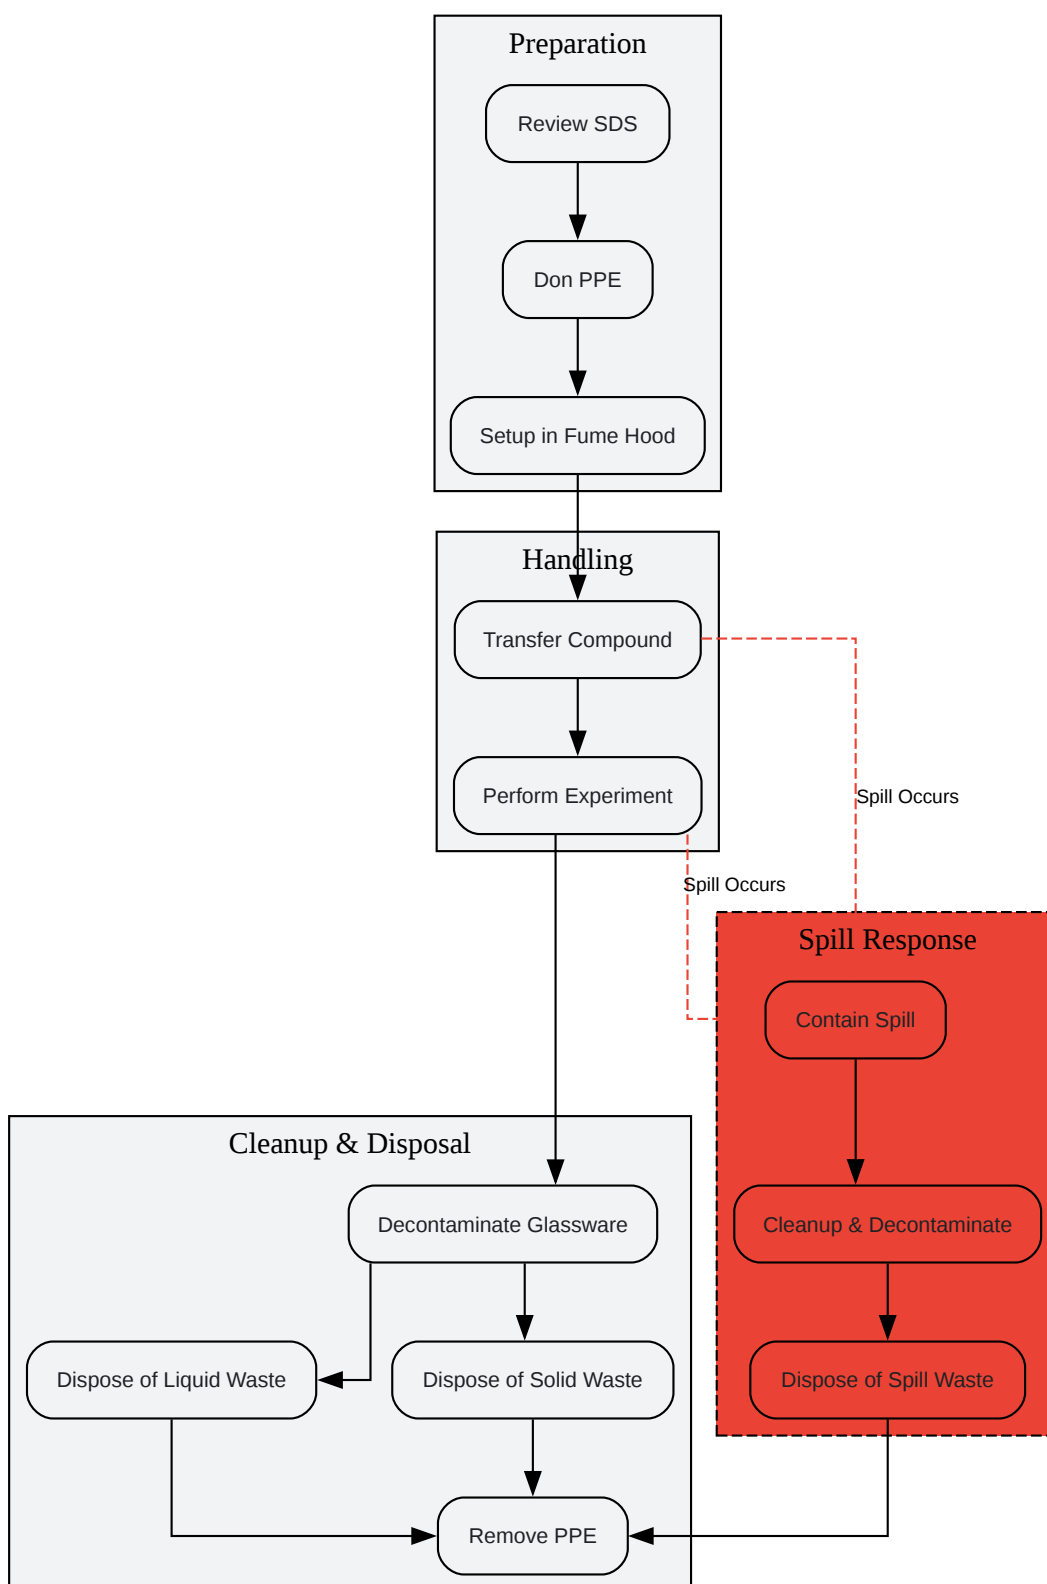 Preparation
Review SDS
Don PPE
Setup in Fume Hood
Handling
Transfer Compound
Perform Experiment
Spill Occurs
Spill Occurs
Spill Response
Contain Spill
Cleanup & Disposal
Decontaminate Glassware
Cleanup & Decontaminate
Dispose of Liquid Waste
Dispose of Solid Waste
Dispose of Spill Waste
Remove PPE